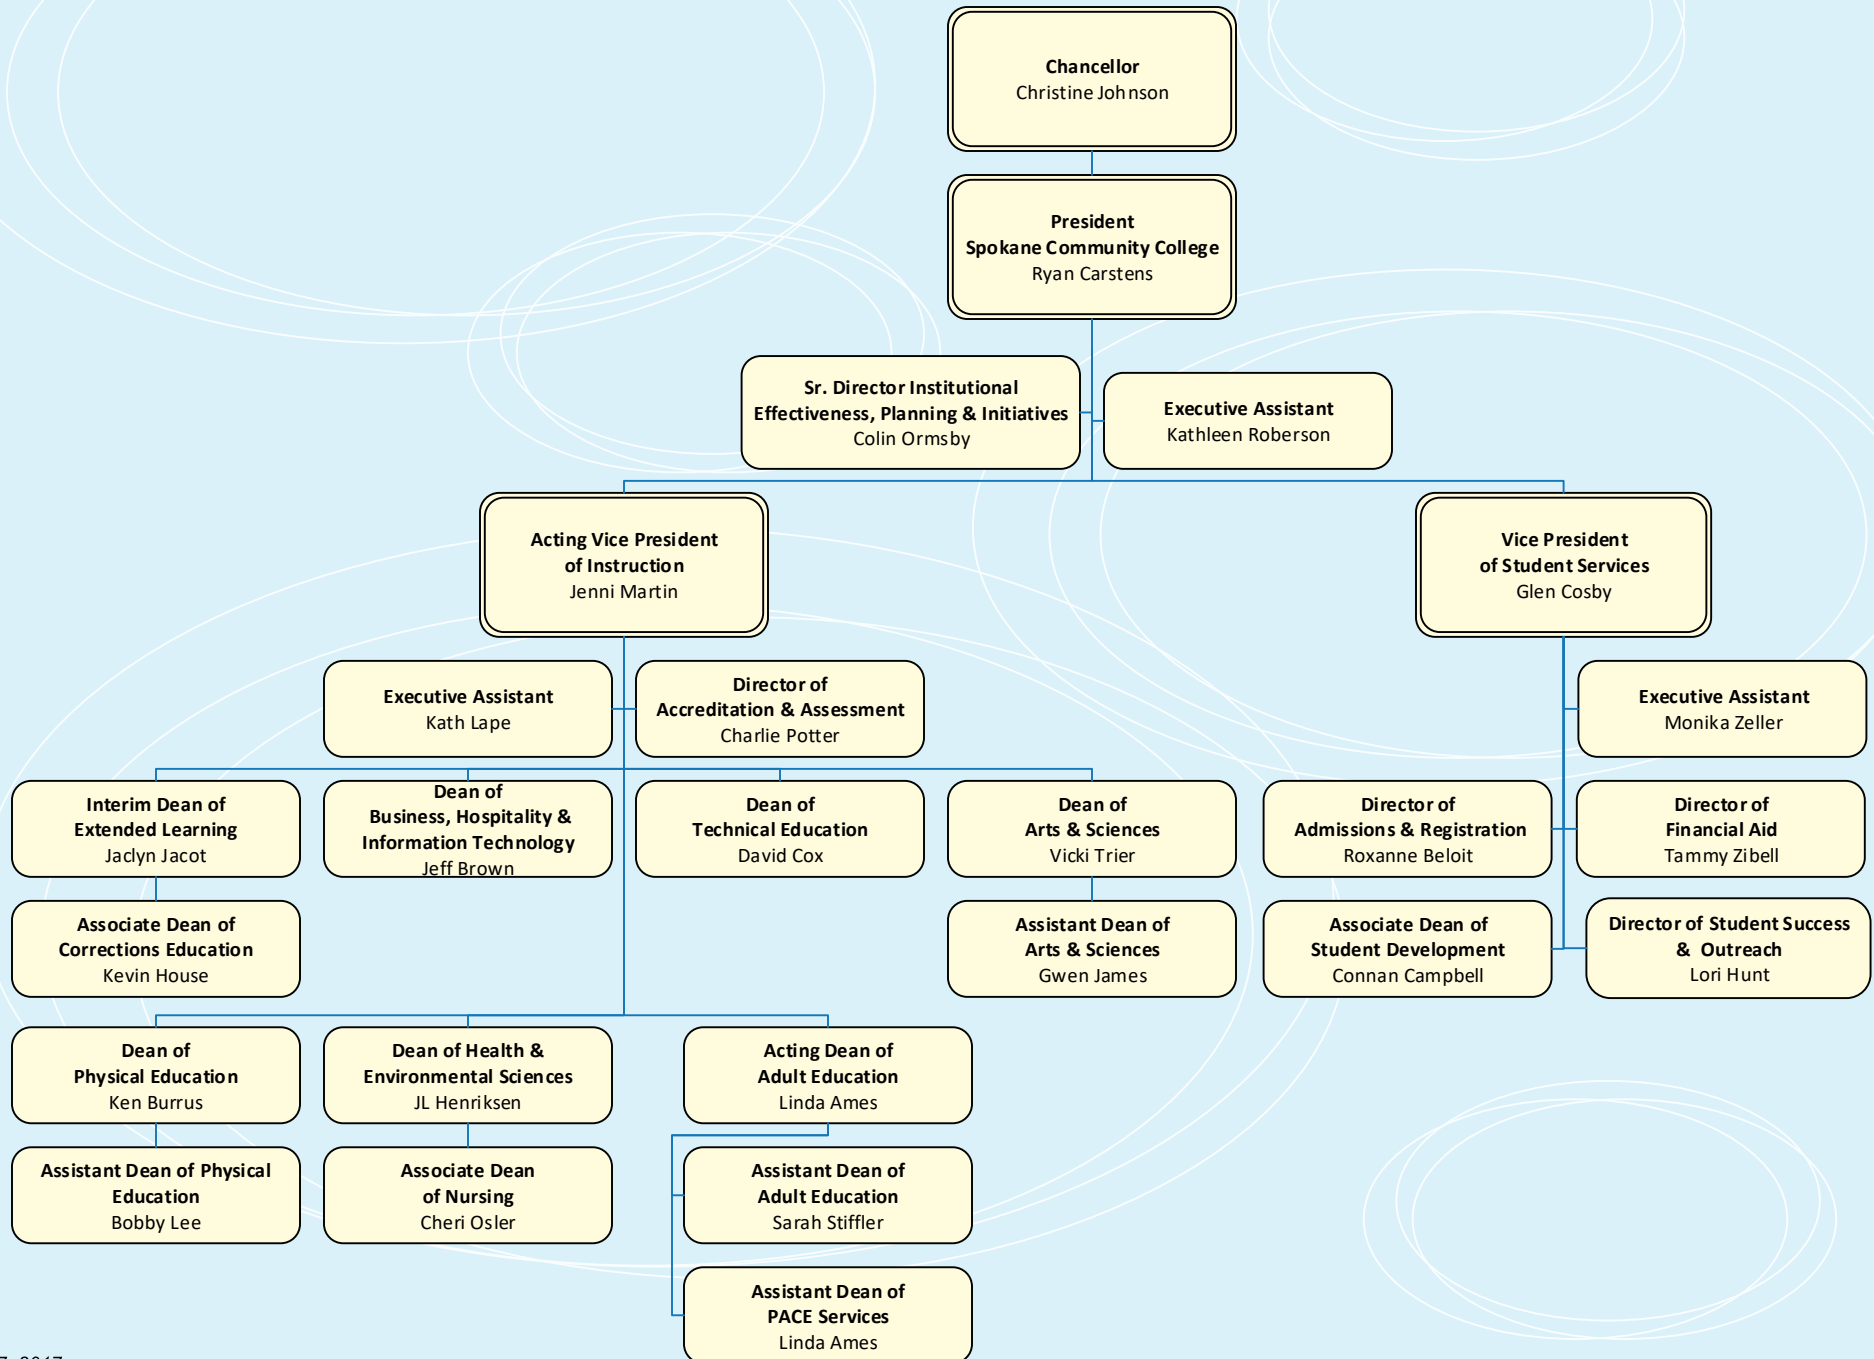 Chancellor
Christine Johnson
President
Spokane Community College
Ryan Carstens
Sr. Director Institutional
Effectiveness, Planning & Initiatives
Colin Ormsby
Executive Assistant
Kathleen Roberson
Acting Vice President
of Instruction
Jenni Martin
Vice President
of Student Services
Glen Cosby
Executive Assistant
Kath Lape
Director of
Accreditation & Assessment
Charlie Potter
Executive Assistant
Monika Zeller
Interim Dean of
Extended Learning
Jaclyn Jacot
Dean of
Business, Hospitality &
Information Technology
Jeff Brown
Dean of
Technical Education
David Cox
Dean of
Arts & Sciences
Vicki Trier
Director of
Admissions & Registration
Roxanne Beloit
Director of
Financial Aid
Tammy Zibell
Associate Dean of
Corrections Education
Kevin House
Assistant Dean of
Arts & Sciences
Gwen James
Associate Dean of
Student Development
Connan Campbell
Director of Student Success
& Outreach
Lori Hunt
Dean of
Physical Education
Ken Burrus
Dean of Health &
Environmental Sciences
JL Henriksen
Acting Dean of
Adult Education
Linda Ames
Assistant Dean of Physical
Education
Bobby Lee
Associate Dean
of Nursing
Cheri Osler
Assistant Dean of
Adult Education
Sarah Stiffler
Assistant Dean of
PACE Services
Linda Ames